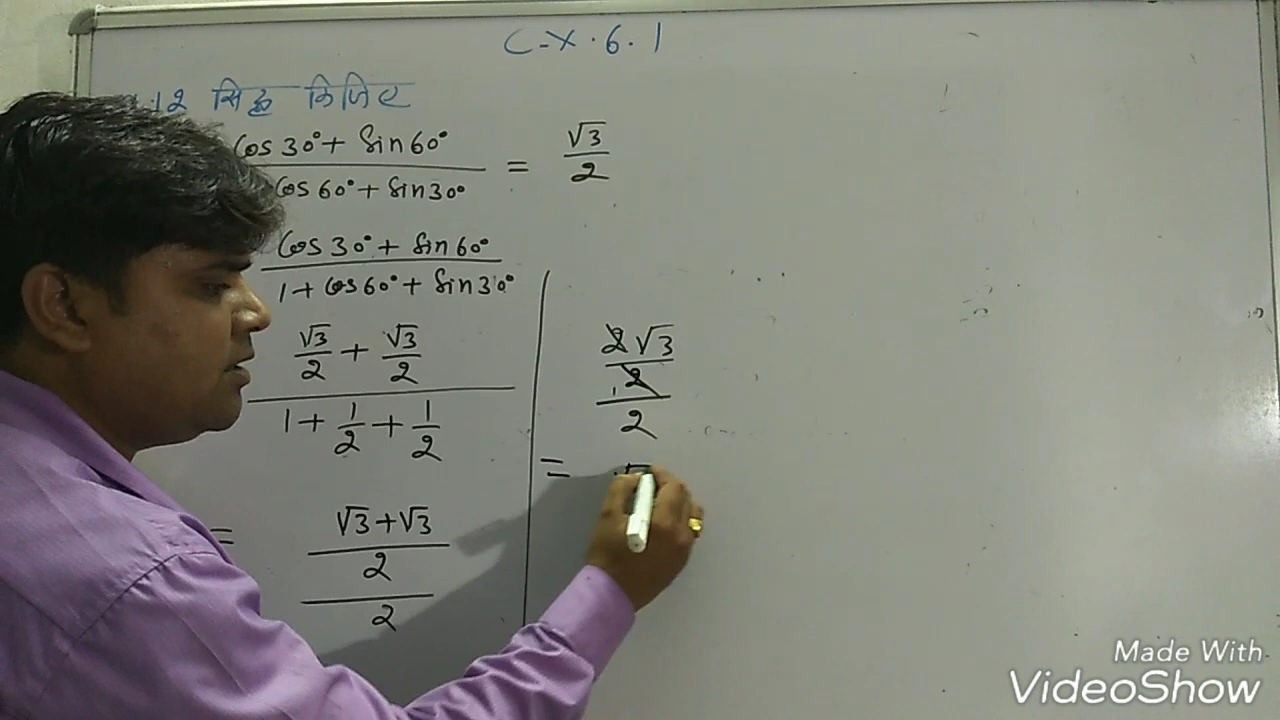 C-X.6.1
.12 सिद्ध किजिए
cos 30° + Sin 60°
cos 60° + Sin 30°
= √3/2
cos 30° + Sin 60°
1 + cos 60° + Sin 30°
√3/2 + √3/2
1 + 1/2 + 1/2
= √3 + √3
2
2
2√3
1 2
2
=
Made With
VideoShow